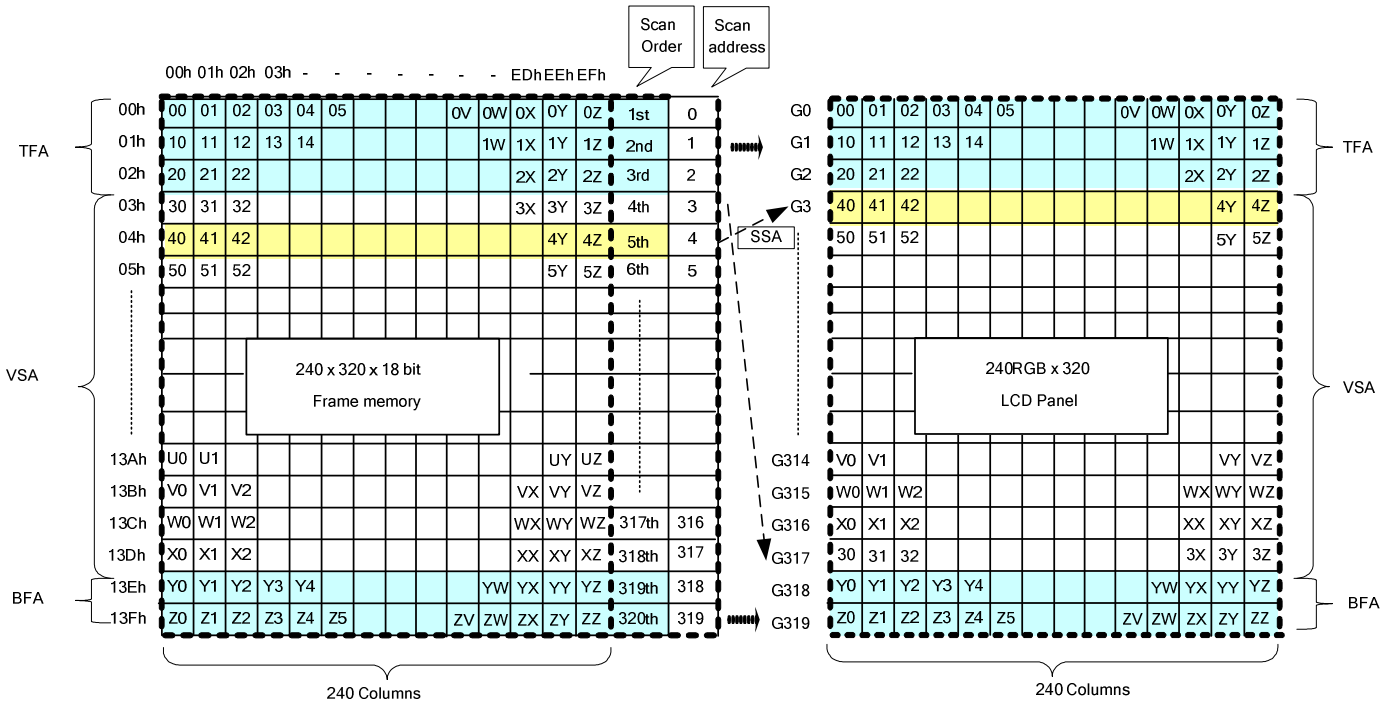 Scan Order
Scan address
00h 01h 02h 03h - - - - - - - EDh EEh EFh
TFA
00h 00 01 02 03 04 05 0V 0W 0X 0Y 0Z 1st 0
01h 10 11 12 13 14 1W 1X 1Y 1Z 2nd 1
02h 20 21 22 2X 2Y 2Z 3rd 2
VSA
03h 30 31 32 3X 3Y 3Z 4th 3
04h 40 41 42 4Y 4Z 5th 4
05h 50 51 52 5Y 5Z 6th 5
240 x 320 x 18 bit
Frame memory
13Ah U0 U1 UY UZ
13Bh V0 V1 V2 VX VY VZ
13Ch W0 W1 W2 WX WY WZ 317th 316
13Dh X0 X1 X2 XX XY XZ 318th 317
BFA
13Eh Y0 Y1 Y2 Y3 Y4 YW YX YY YZ 319th 318
13Fh Z0 Z1 Z2 Z3 Z4 Z5 ZV ZW ZX ZY ZZ 320th 319
240 Columns
SSA
G0 00 01 02 03 04 05 0V 0W 0X 0Y 0Z
G1 10 11 12 13 14 1W 1X 1Y 1Z
G2 20 21 22 2X 2Y 2Z
TFA
G3 40 41 42 4Y 4Z
50 51 52 5Y 5Z
240RGB x 320
LCD Panel
VSA
G314 V0 V1 VY VZ
G315 W0 W1 W2 WX WY WZ
G316 X0 X1 X2 XX XY XZ
G317 30 31 32 3X 3Y 3Z
G318 Y0 Y1 Y2 Y3 Y4 YW YX YY YZ
G319 Z0 Z1 Z2 Z3 Z4 Z5 ZV ZW ZX ZY ZZ
BFA
240 Columns